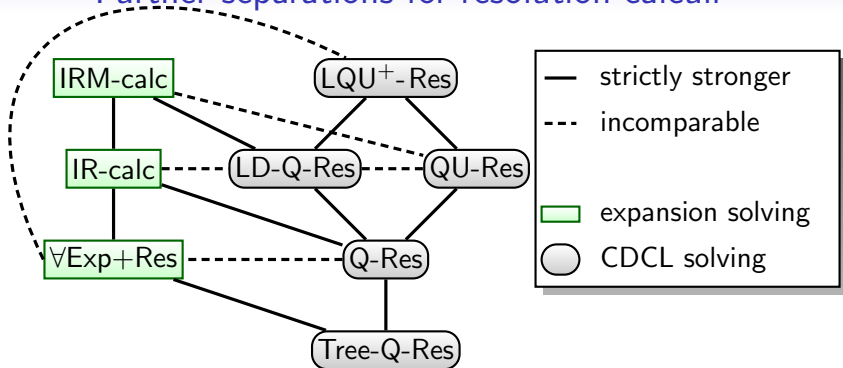 Further separations for resolution calculi
IRM-calc
LQU⁺-Res
IR-calc
LD-Q-Res
QU-Res
∀Exp+Res
Q-Res
Tree-Q-Res
strictly stronger
incomparable
expansion solving
CDCL solving